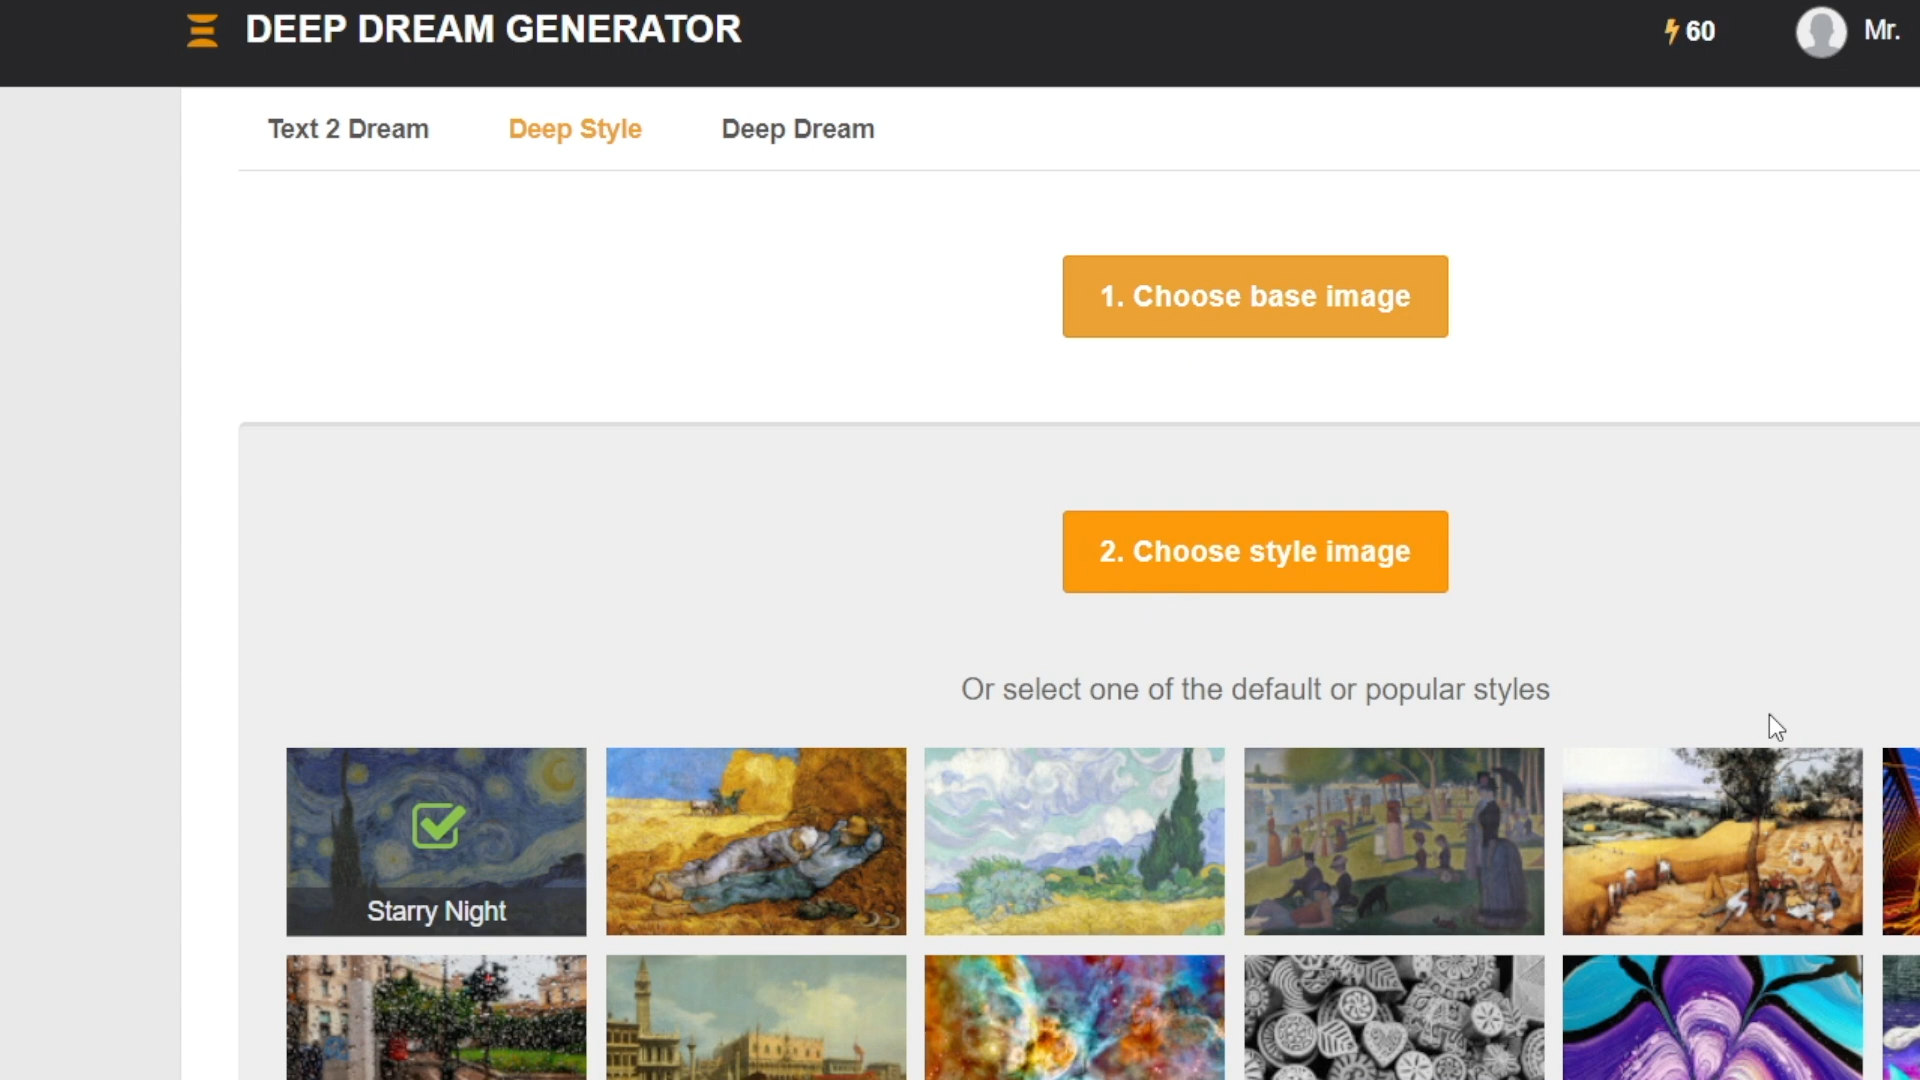 DEEP DREAM GENERATOR
60
Mr.
Text 2 Dream
Deep Style
Deep Dream
1. Choose base image
2. Choose style image
Or select one of the default or popular styles
Starry Night